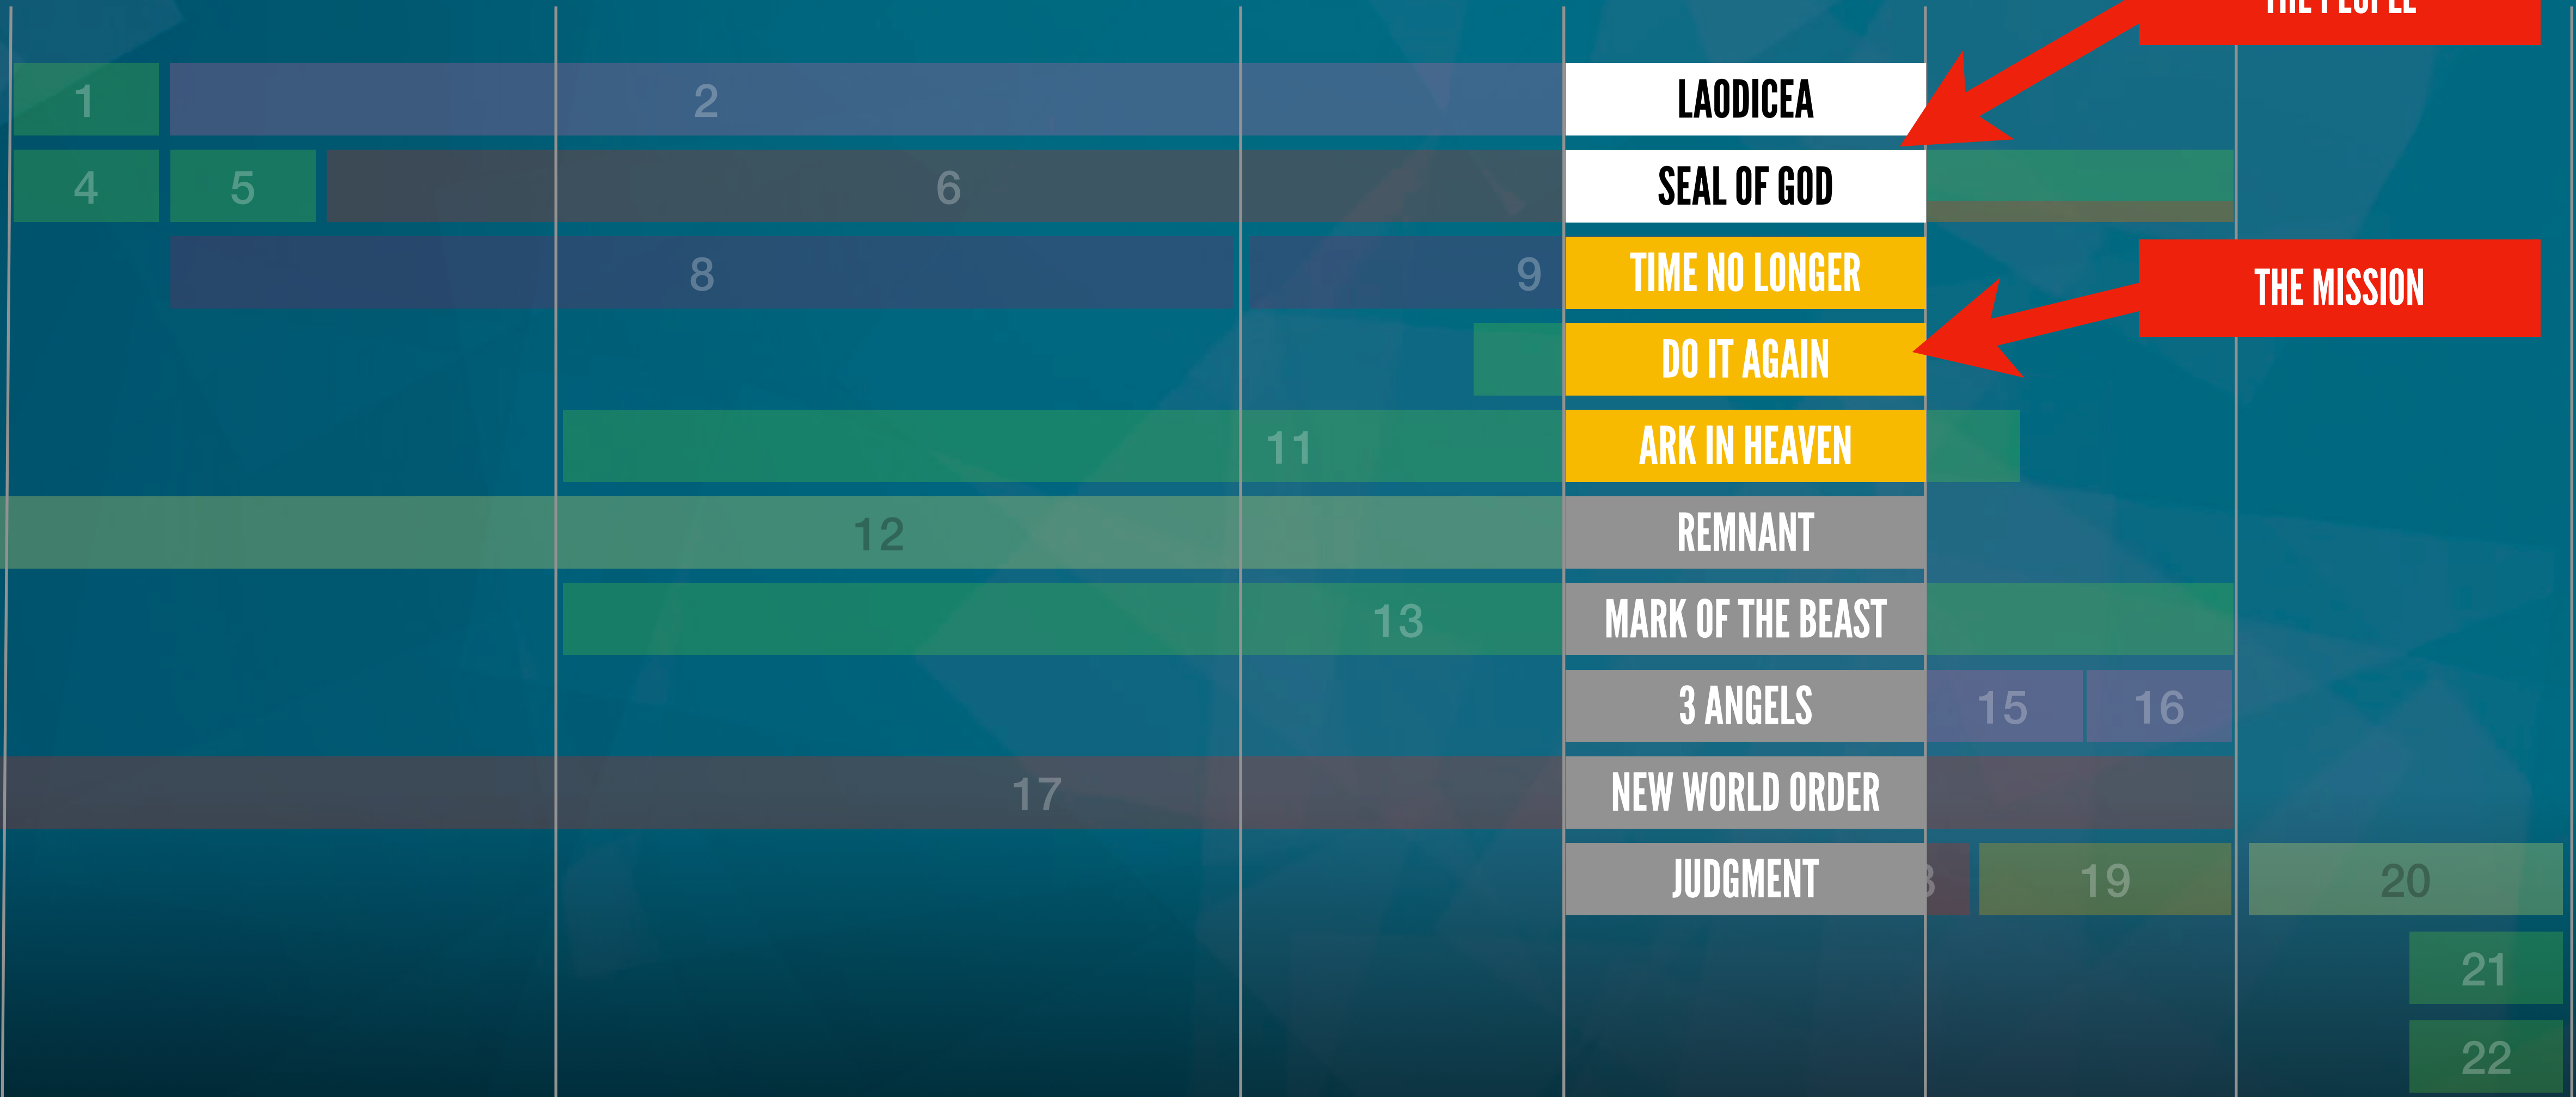 THE PEOPLE
1
2
LAODICEA
4
5
6
SEAL OF GOD
8
9
TIME NO LONGER
THE MISSION
DO IT AGAIN
11
ARK IN HEAVEN
12
REMNANT
13
MARK OF THE BEAST
3 ANGELS
15
16
17
NEW WORLD ORDER
JUDGMENT
19
20
21
22